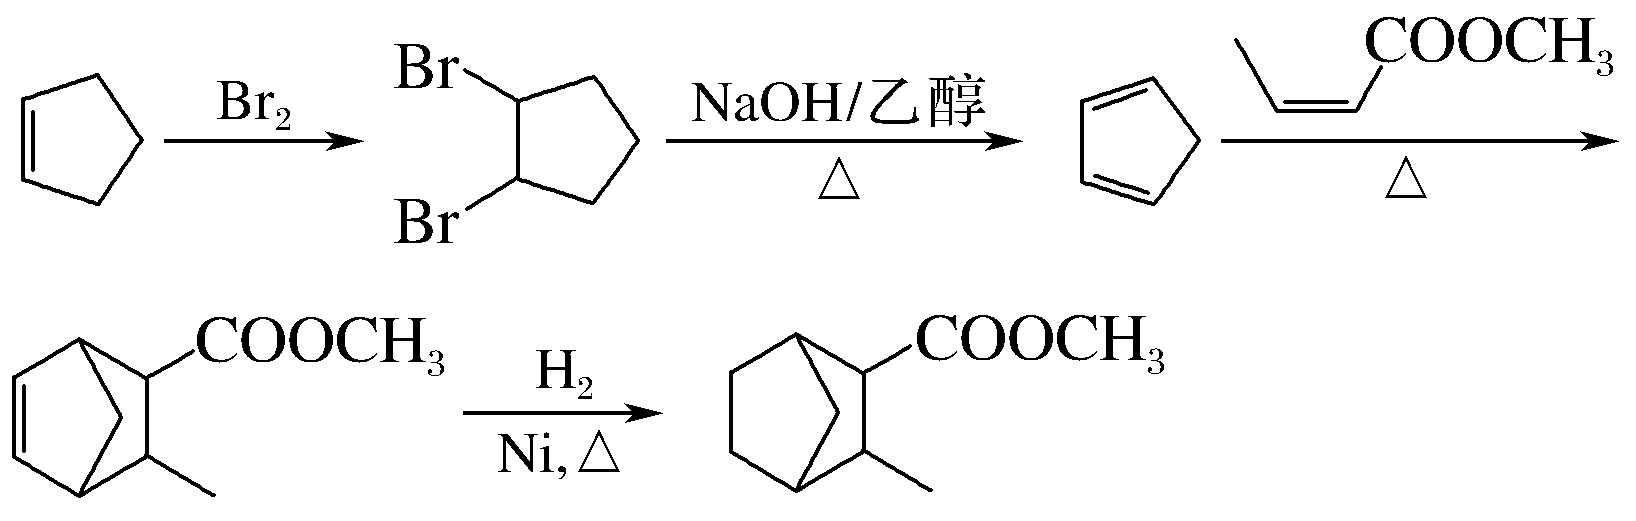 Br Br₂ NaOH/乙醇 COOCH₃
Br △ △
COOCH₃ H₂ COOCH₃
Ni,△